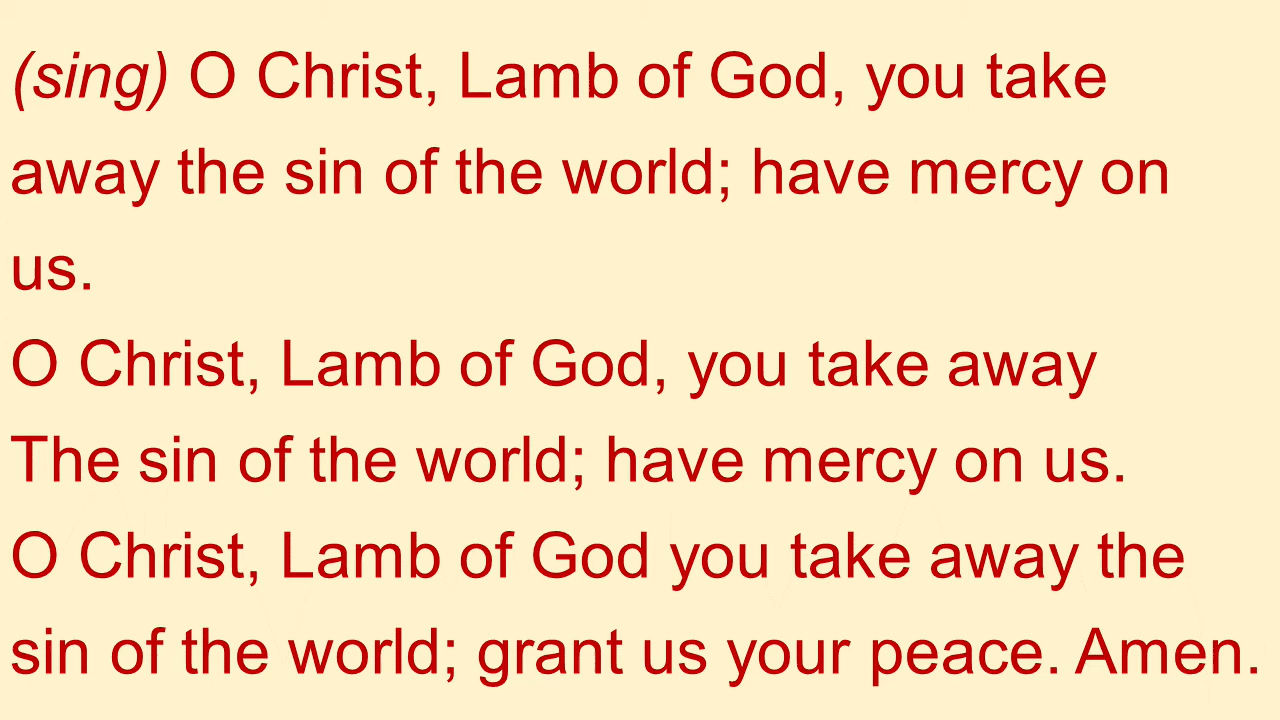 (sing) O Christ, Lamb of God, you take
away the sin of the world; have mercy on
us.
O Christ, Lamb of God, you take away
The sin of the world; have mercy on us.
O Christ, Lamb of God you take away the
sin of the world; grant us your peace. Amen.